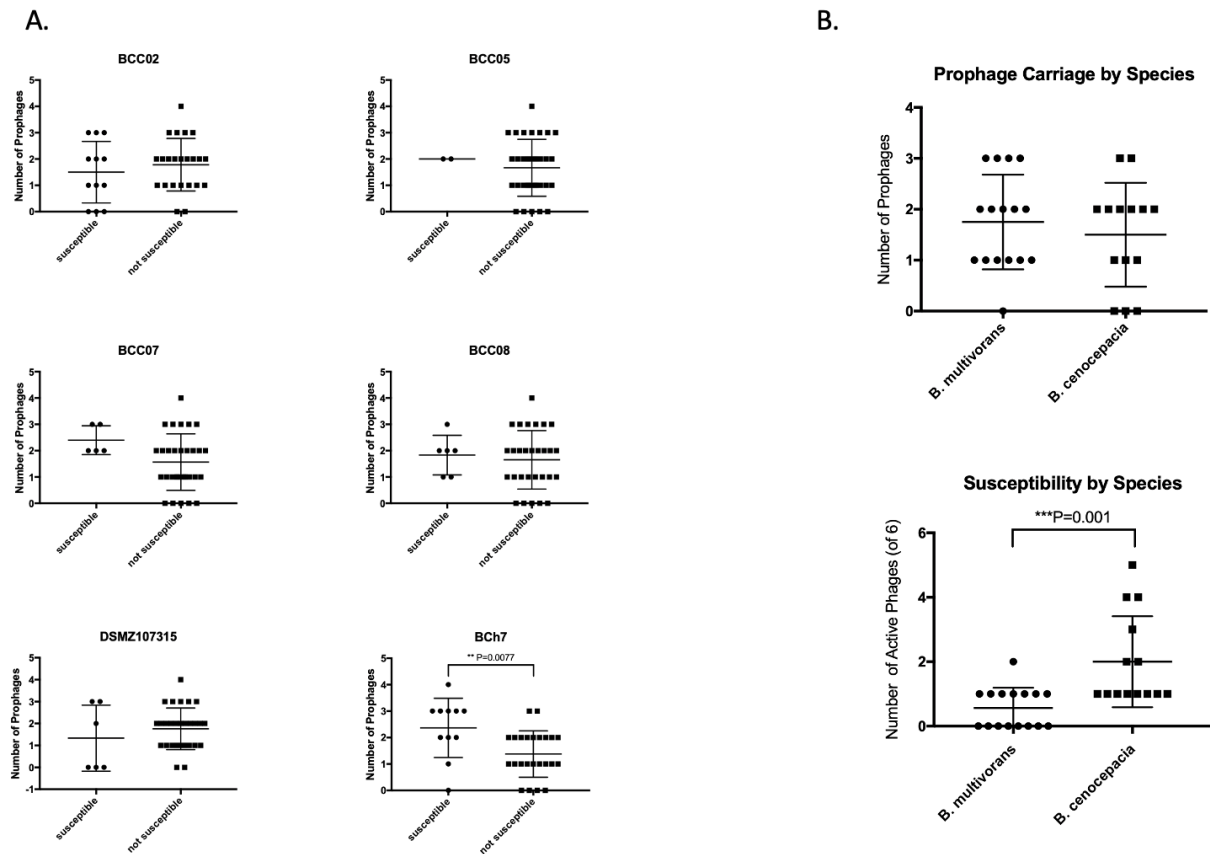 A.
B.
BCC02
Number of Prophages
5
4
3
2
1
0
susceptible
not susceptible
BCC05
Number of Prophages
5
4
3
2
1
0
susceptible
not susceptible
BCC07
Number of Prophages
5
4
3
2
1
0
susceptible
not susceptible
BCC08
Number of Prophages
5
4
3
2
1
0
susceptible
not susceptible
DSMZ107315
Number of Prophages
5
4
3
2
1
0
-1
susceptible
not susceptible
BCh7
** P=0.0077
Number of Prophages
5
4
3
2
1
0
susceptible
not susceptible
Prophage Carriage by Species
Number of Prophages
4
3
2
1
0
B. multivorans
B. cenocepacia
Susceptibility by Species
***P=0.001
Number of Active Phages (of 6)
6
4
2
0
B. multivorans
B. cenocepacia